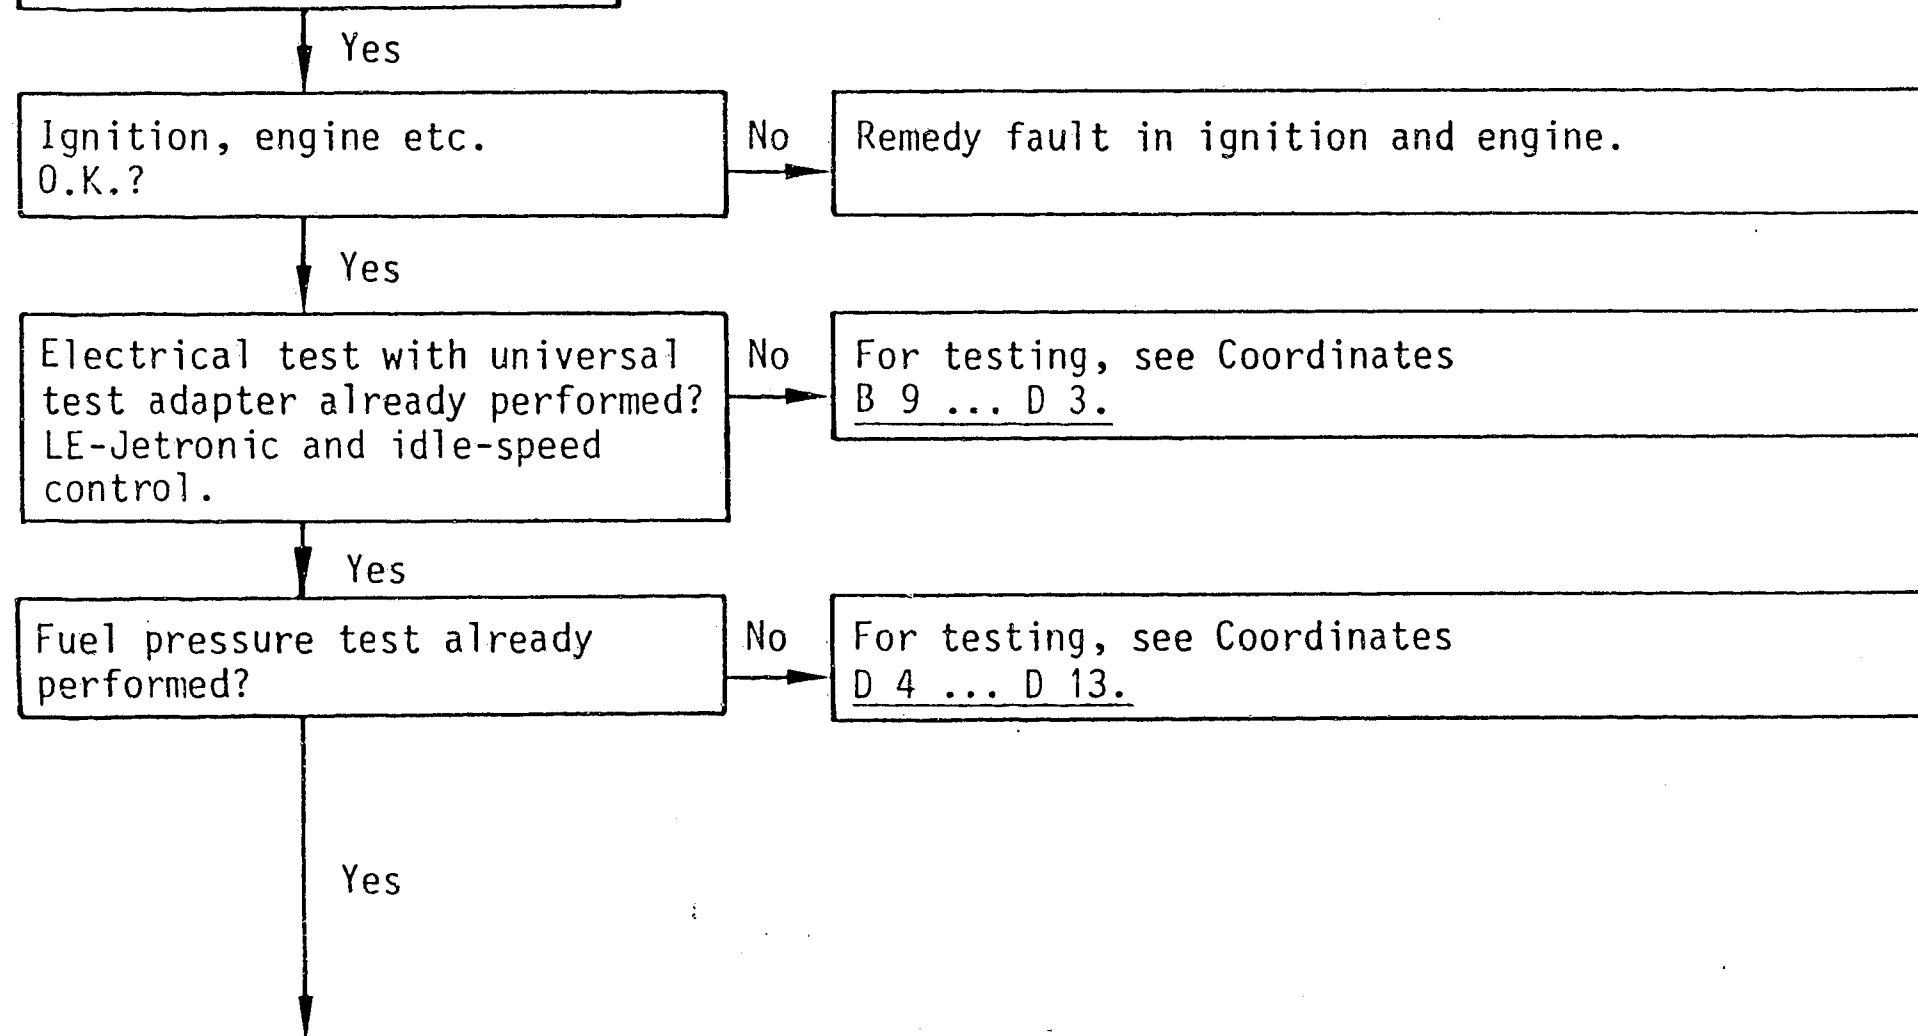 Yes
Ignition, engine etc.
O.K.?
No
Remedy fault in ignition and engine.
Yes
Electrical test with universal
test adapter already performed?
LE-Jetronic and idle-speed
control.
No
For testing, see Coordinates
B 9 ... D 3.
Yes
Fuel pressure test already
performed?
No
For testing, see Coordinates
D 4 ... D 13.
Yes